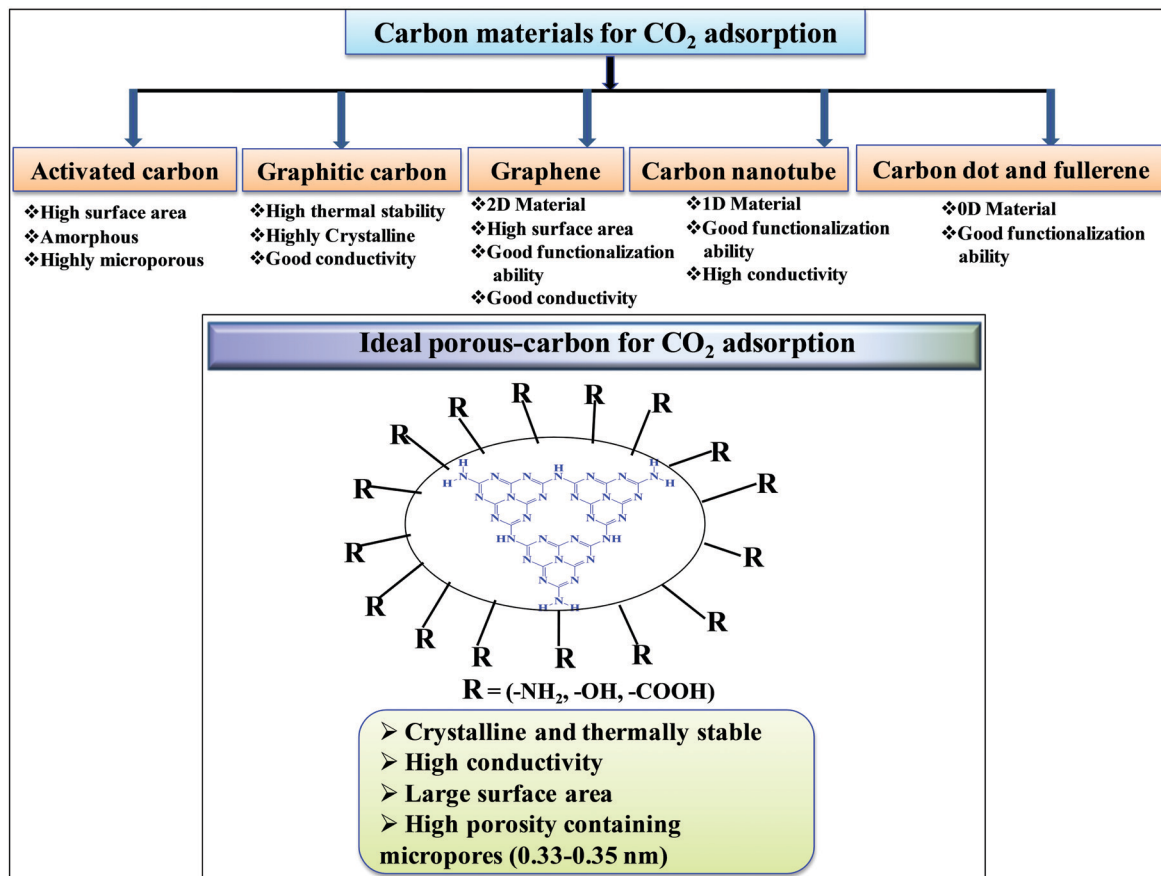 Carbon materials for CO₂ adsorption
Activated carbon
❖High surface area
❖Amorphous
❖Highly microporous
Graphitic carbon
❖High thermal stability
❖Highly Crystalline
❖Good conductivity
Graphene
❖2D Material
❖High surface area
❖Good functionalization
ability
❖Good conductivity
Carbon nanotube
❖1D Material
❖Good functionalization
ability
❖High conductivity
Carbon dot and fullerene
❖0D Material
❖Good functionalization
ability
Ideal porous-carbon for CO₂ adsorption
R R R R R R R R R R R R R R R R R R
H N H N N N H N N N H N H
N N N N N N N N
N N N N
HN N N N NH
N N N
N N
H N H
R = (-NH₂, -OH, -COOH)
➢ Crystalline and thermally stable
➢ High conductivity
➢ Large surface area
➢ High porosity containing
micropores (0.33-0.35 nm)